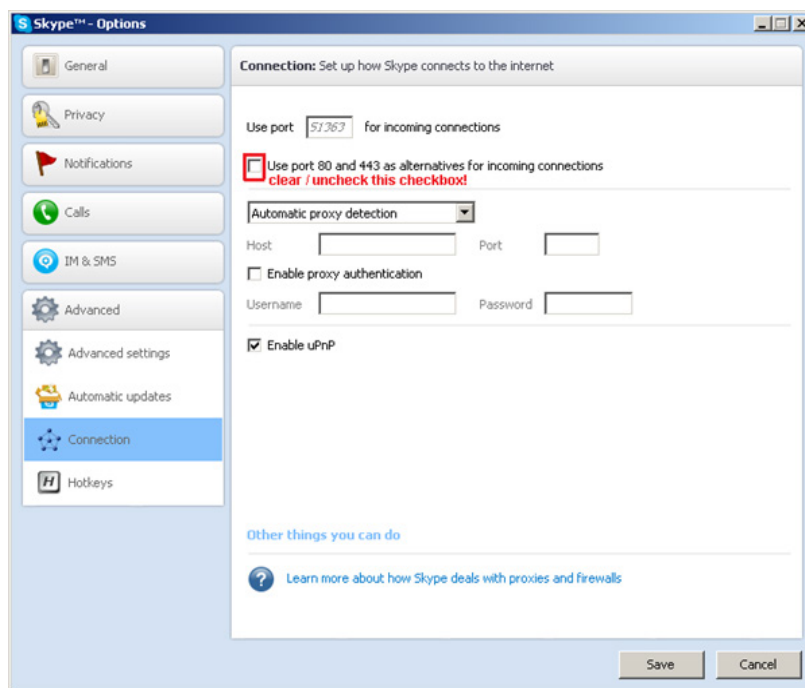 Skype™ - Options
General
Privacy
Notifications
Calls
IM & SMS
Advanced
Advanced settings
Automatic updates
Connection
H Hotkeys
Connection: Set up how Skype connects to the internet
Use port 51363 for incoming connections
Use port 80 and 443 as alternatives for incoming connections
clear / uncheck this checkbox!
Automatic proxy detection
Host Port
Enable proxy authentication
Username Password
Enable uPnP
Other things you can do
? Learn more about how Skype deals with proxies and firewalls
Save Cancel